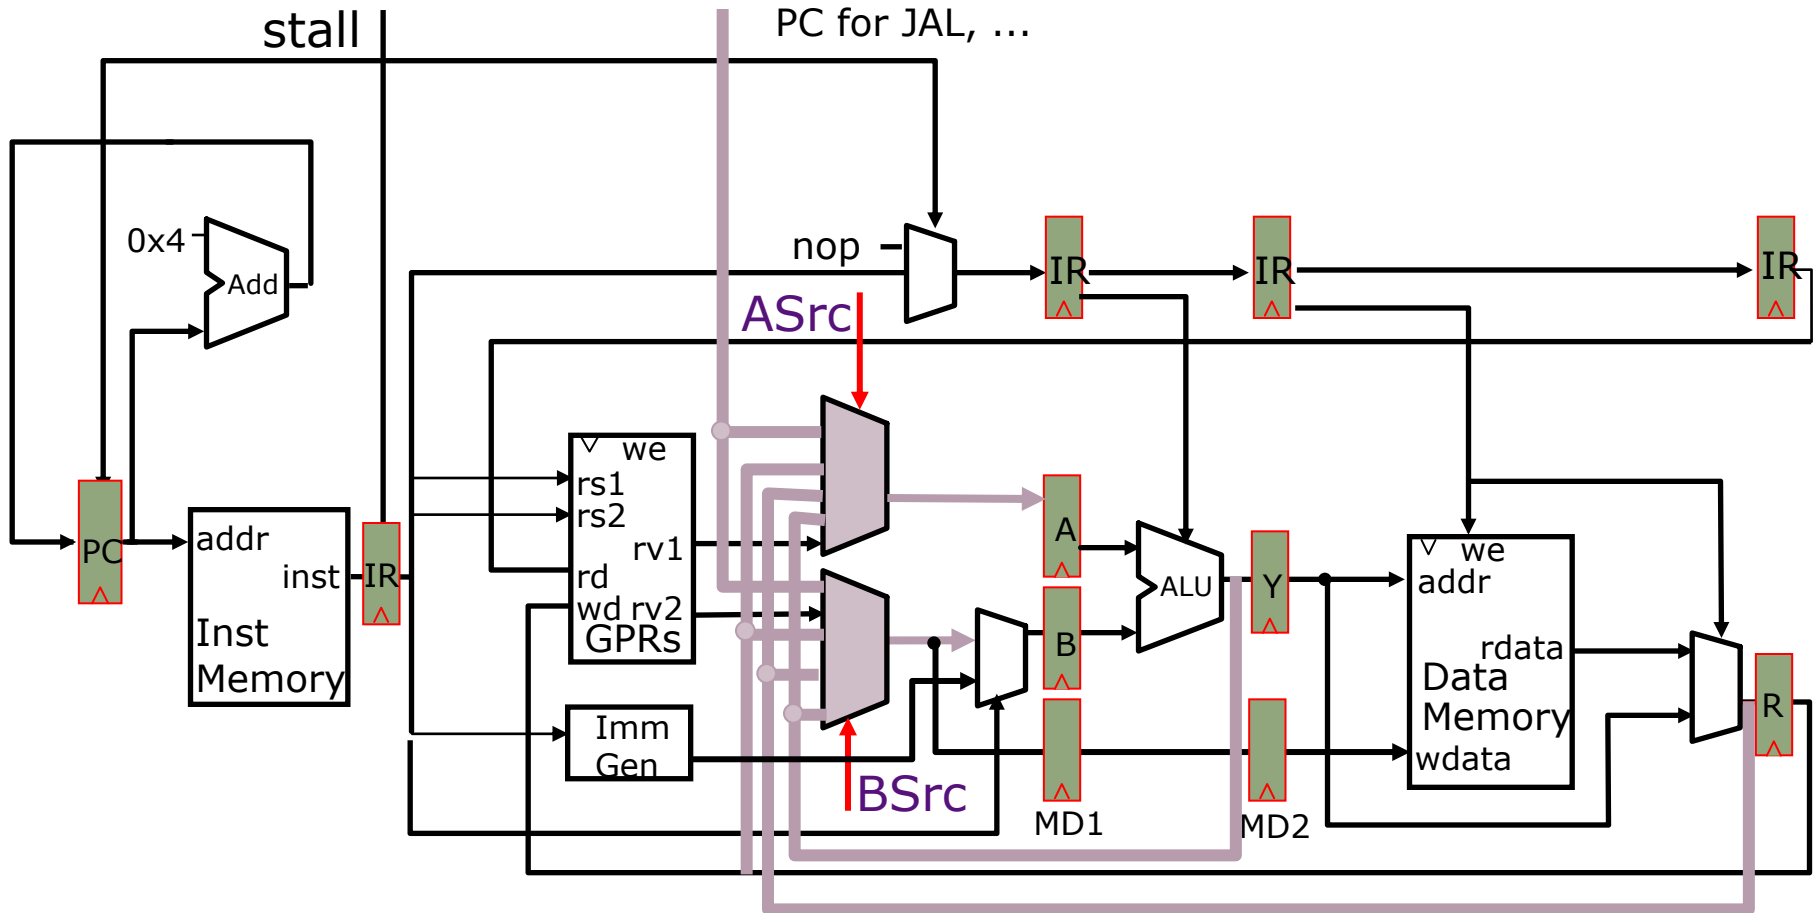 stall
PC for JAL, ...
0x4
Add
nop
IR
IR
IR
ASrc
we
rs1
rs2
rv1
rd
wd rv2
GPRs
PC
addr
inst
Inst
Memory
IR
A
B
ALU
Y
we
addr
rdata
Data
Memory
wdata
R
Imm
Gen
BSrc
MD1
MD2